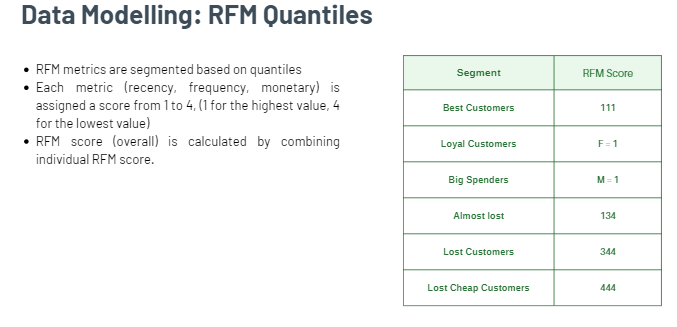 Data Modelling: RFM Quantiles
• RFM metrics are segmented based on quantiles
• Each metric (recency, frequency, monetary) is
assigned a score from 1 to 4, (1 for the highest value, 4
for the lowest value)
• RFM score (overall) is calculated by combining
individual RFM score.
Segment RFM Score
Best Customers 111
Loyal Customers F = 1
Big Spenders M = 1
Almost lost 134
Lost Customers 344
Lost Cheap Customers 444